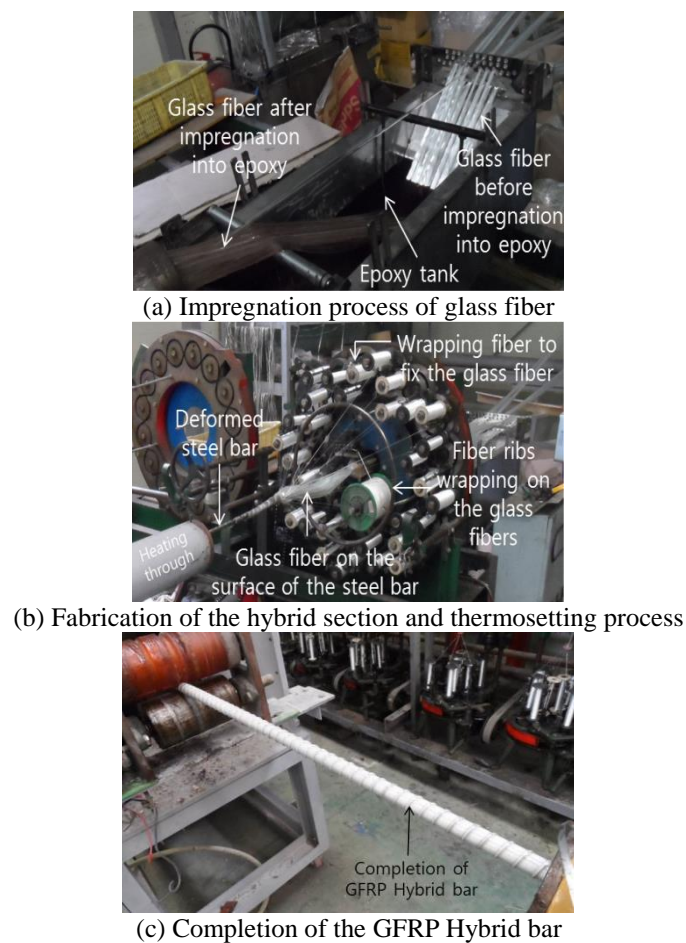 Glass fiber after
impregnation
into epoxy
Glass fiber
before
impregnation
into epoxy
Epoxy tank
(a) Impregnation process of glass fiber
Wrapping fiber to
fix the glass fiber
Deformed
steel bar
Fiber ribs
wrapping on
the glass
fibers
Heating
through
Glass fiber on the
surface of the steel bar
(b) Fabrication of the hybrid section and thermosetting process
Completion of
GFRP Hybrid bar
(c) Completion of the GFRP Hybrid bar